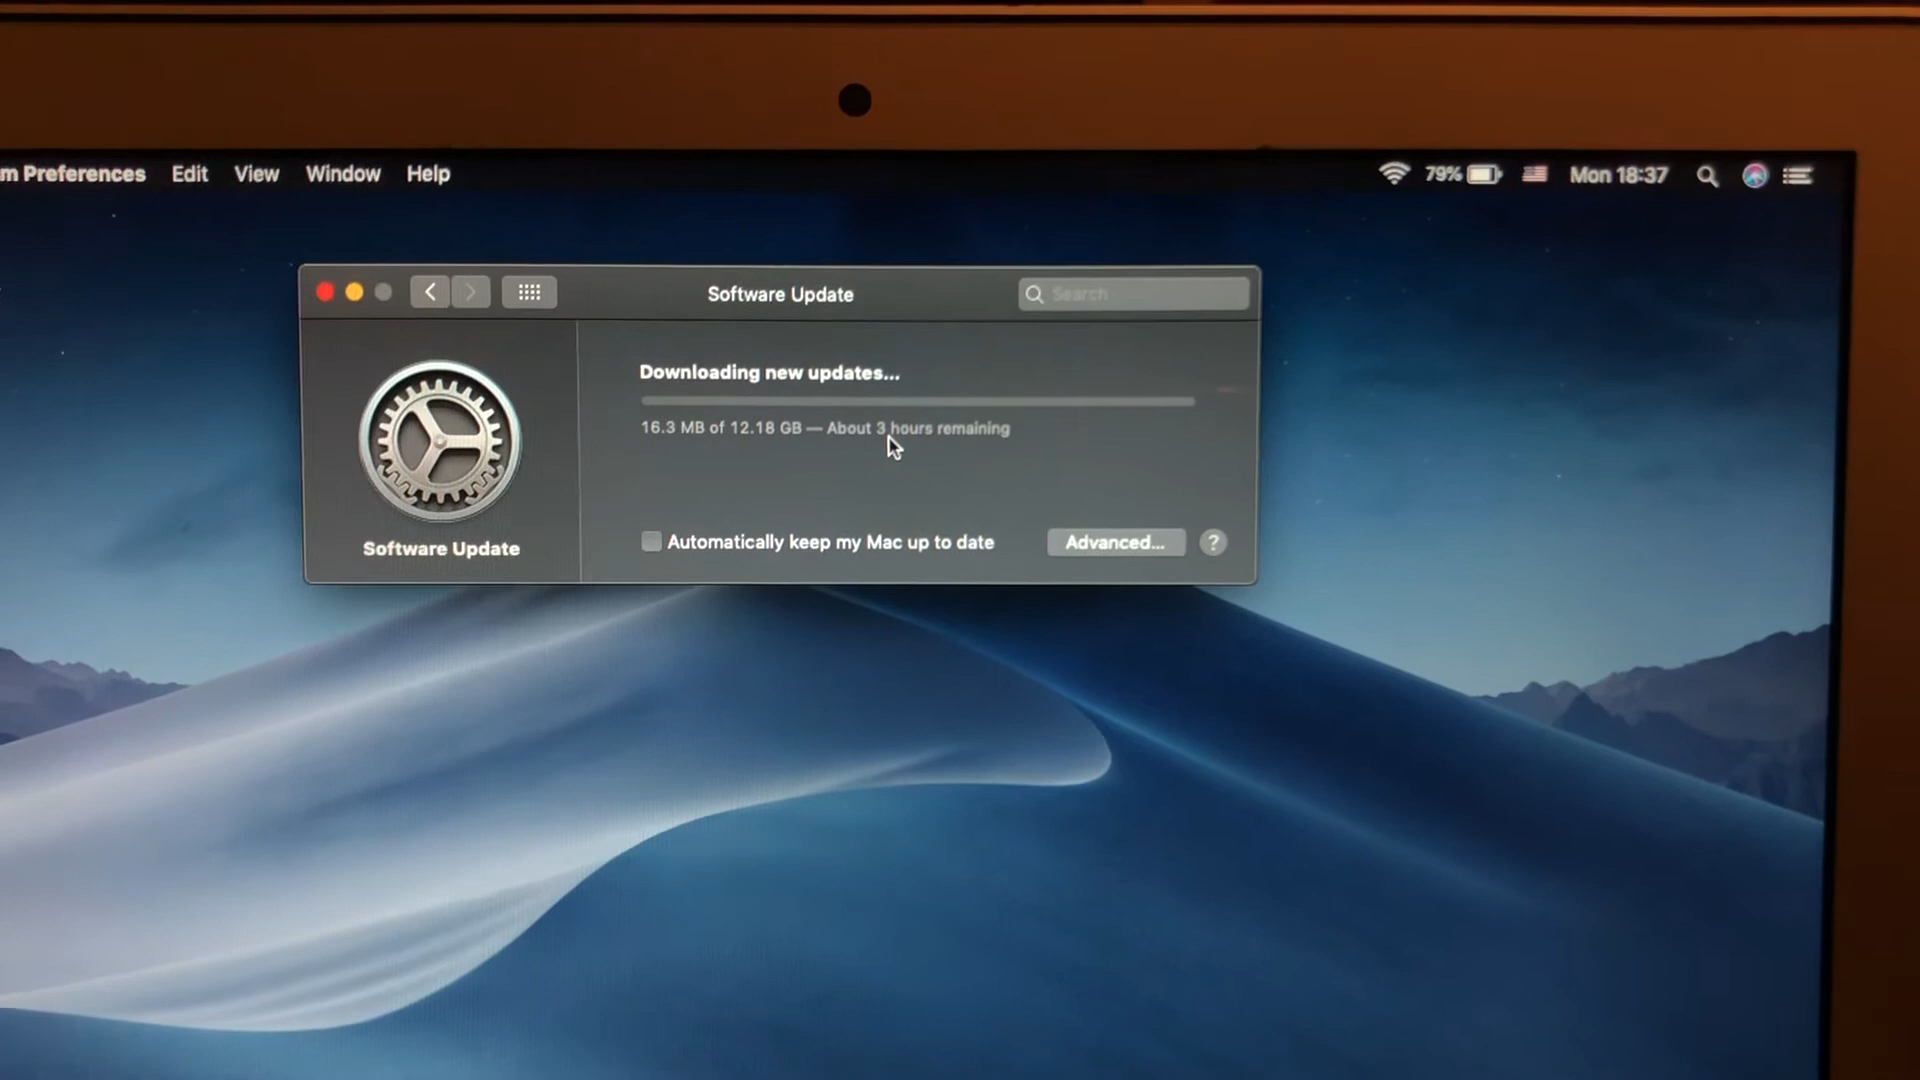 m Preferences Edit View Window Help 79% Mon 18:37
Software Update
Search
Downloading new updates...
16.3 MB of 12.18 GB — About 3 hours remaining
Automatically keep my Mac up to date
Advanced...
?
Software Update